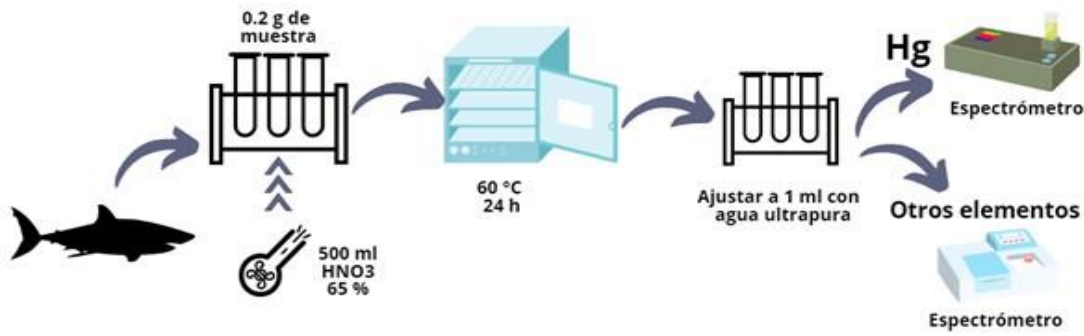 0.2 g de
muestra
500 ml
HNO3
65 %
60 °C
24 h
Ajustar a 1 ml con
agua ultrapura
Hg
Espectrómetro
Otros elementos
Espectrómetro